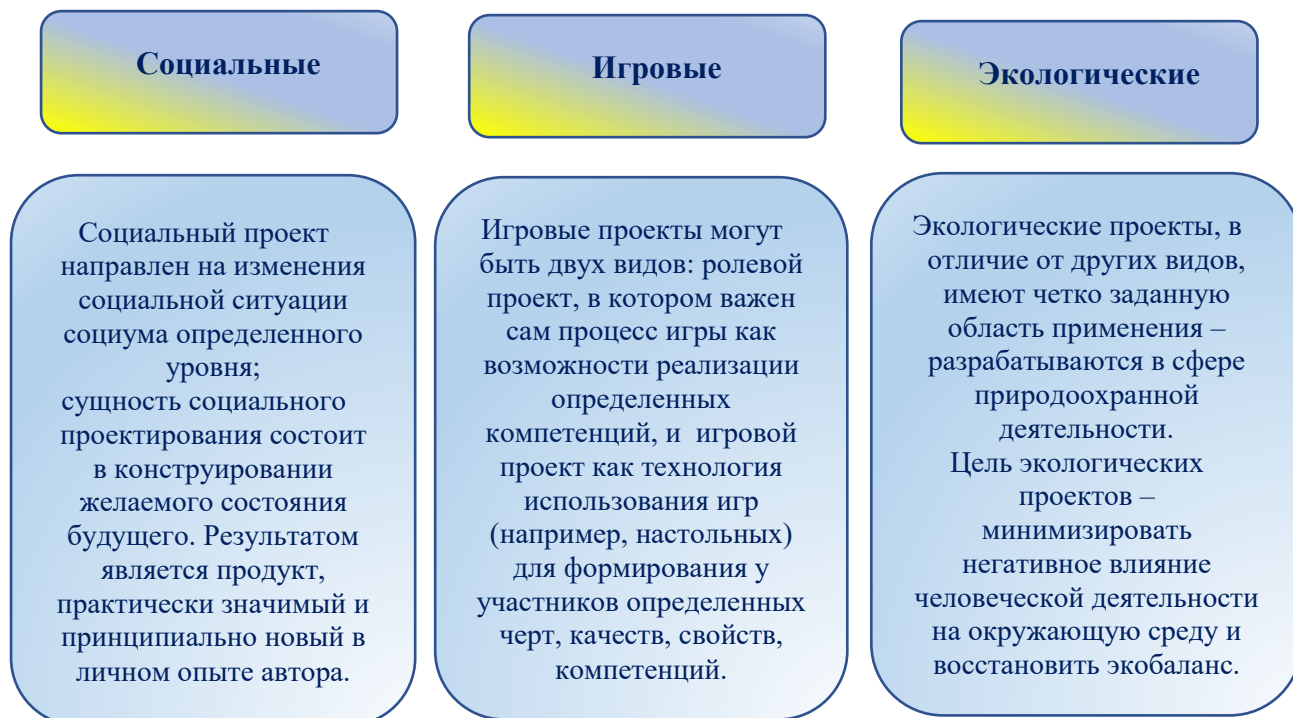 Социальные
Социальный проект
направлен на изменения
социальной ситуации
социума определенного
уровня;
сущность социального
проектирования состоит
в конструировании
желаемого состояния
будущего. Результатом
является продукт,
практически значимый и
принципиально новый в
личном опыте автора.
Игровые
Игровые проекты могут
быть двух видов: ролевой
проект, в котором важен
сам процесс игры как
возможности реализации
определенных
компетенций, и игровой
проект как технология
использования игр
(например, настольных)
для формирования у
участников определенных
черт, качеств, свойств,
компетенций.
Экологические
Экологические проекты, в
отличие от других видов,
имеют четко заданную
область применения –
разрабатываются в сфере
природоохранной
деятельности.
Цель экологических
проектов –
минимизировать
негативное влияние
человеческой деятельности
на окружающую среду и
восстановить экобаланс.